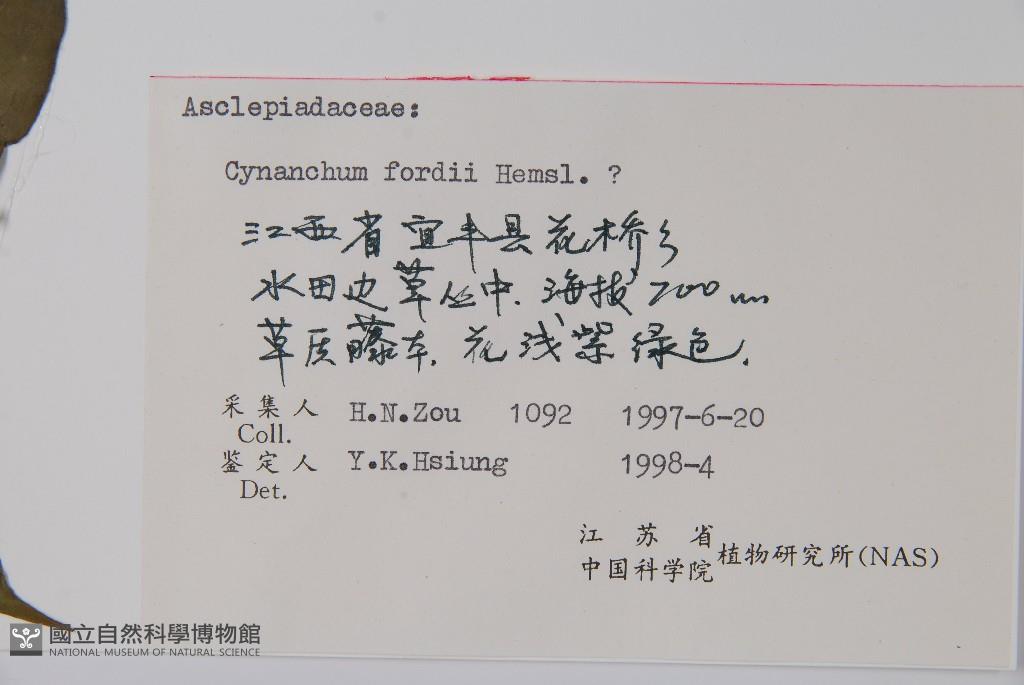 Asclepiadaceae:
Cynanchum fordii Hemsl. ?
江西省宜丰县花桥乡
水田边草丛中. 海拔 200 m
草质藤本. 花浅紫绿色.
采集人 H.N.Zou 1092 1997-6-20
Coll.
鉴定人 Y.K.Hsiung 1998-4
Det.
江苏省
中国科学院 植物研究所(NAS)
國立自然科學博物館
NATIONAL MUSEUM OF NATURAL SCIENCE